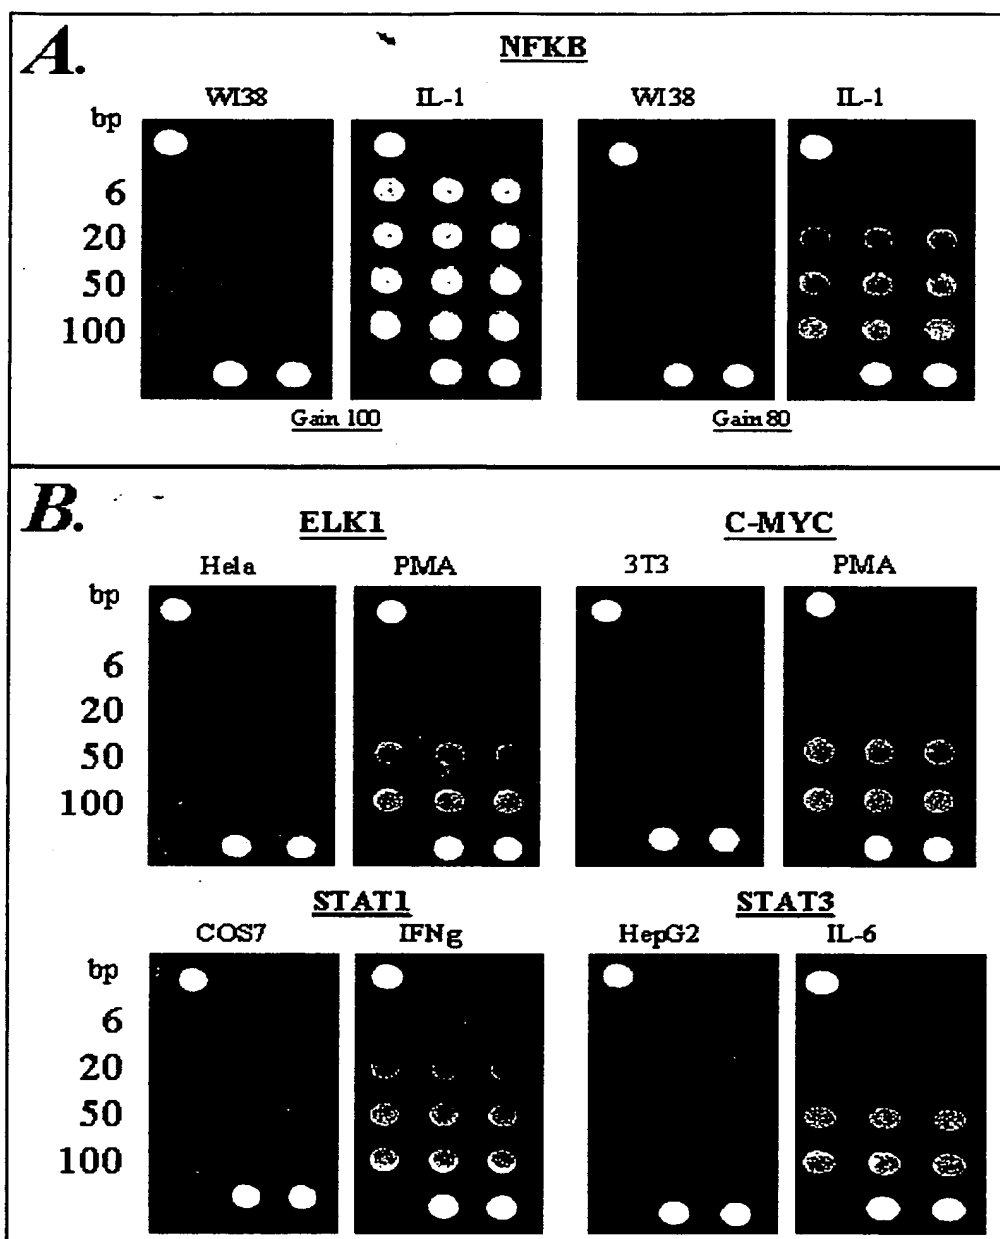 A.
NFKB
WI38 IL-1 WI38 IL-1
bp
6
20
50
100
Gain 100 Gain 80
B.
ELK1 C-MYC
Hela PMA 3T3 PMA
bp
6
20
50
100
STAT1 STAT3
COS7 IFNg HepG2 IL-6
bp
6
20
50
100